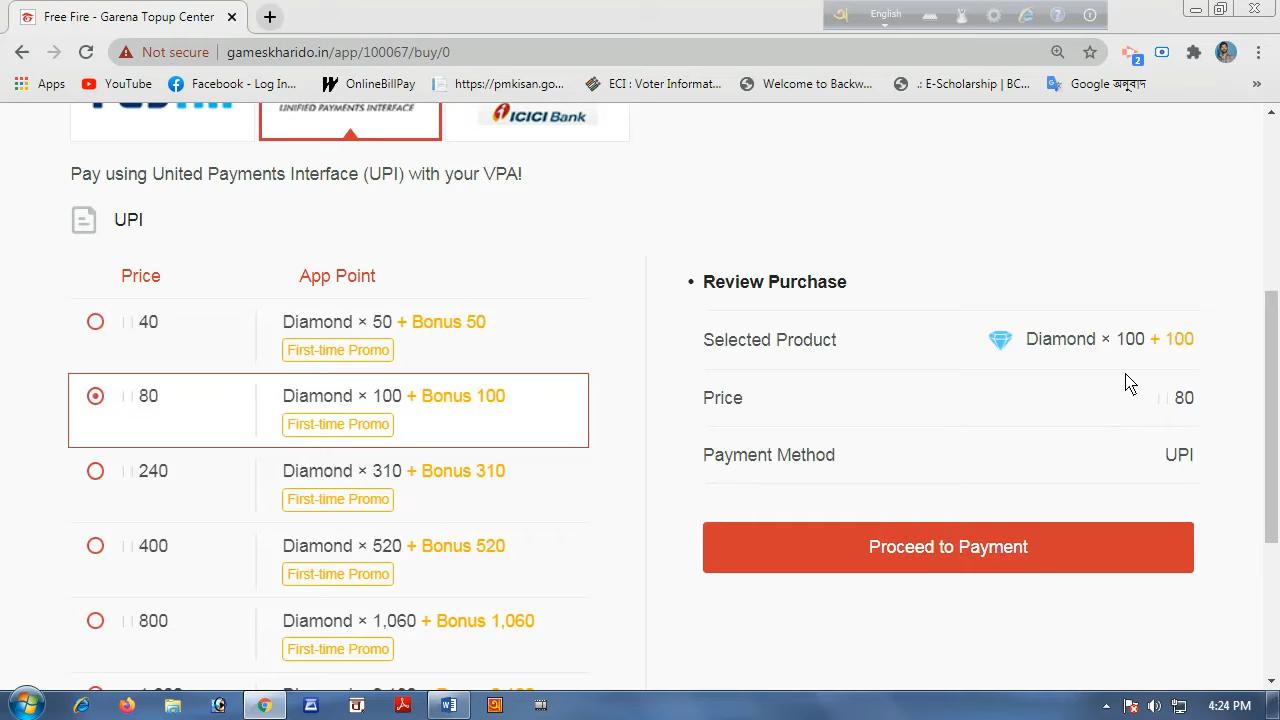 Free Fire - Garena Topup Center
English
Not secure
gameskharido.in/app/100067/buy/0
2
Apps
YouTube
Facebook - Log In...
OnlineBillPay
https://pmkisan.go...
ECI : Voter Informat...
Welcome to Backw...
.: E-Scholarship | BC...
Google অনুবাদ
»
UNIFIED PAYMENTS INTERFACE
ICICI Bank
Pay using United Payments Interface (UPI) with your VPA!
UPI
Price
App Point
40
Diamond × 50 + Bonus 50
First-time Promo
80
Diamond × 100 + Bonus 100
First-time Promo
240
Diamond × 310 + Bonus 310
First-time Promo
400
Diamond × 520 + Bonus 520
First-time Promo
800
Diamond × 1,060 + Bonus 1,060
First-time Promo
• Review Purchase
Selected Product
Diamond × 100 + 100
Price
80
Payment Method
UPI
Proceed to Payment
4:24 PM